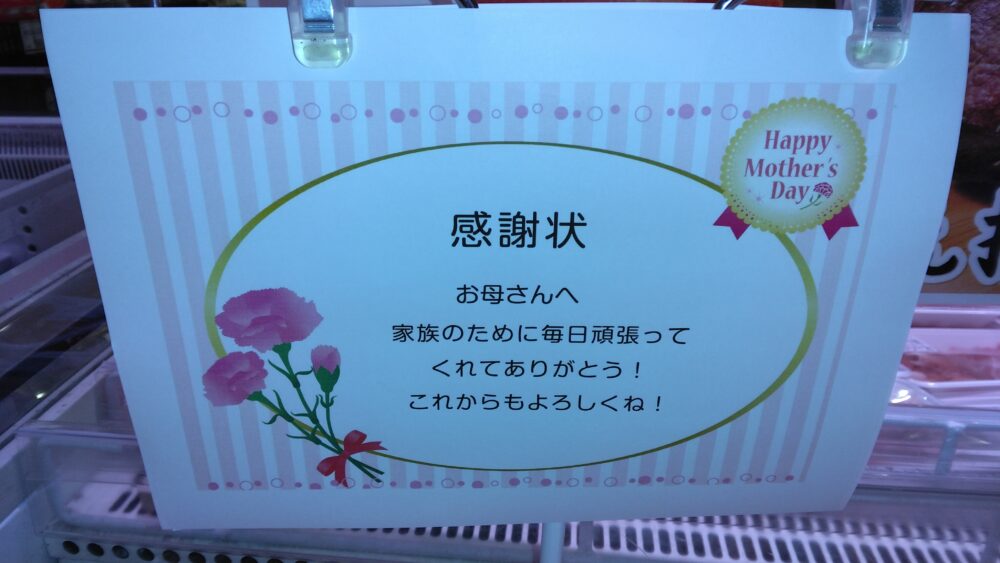 Happy
Mother's
Day
感謝状
お母さんへ
家族のために毎日頑張って
くれてありがとう！
これからもよろしくね！